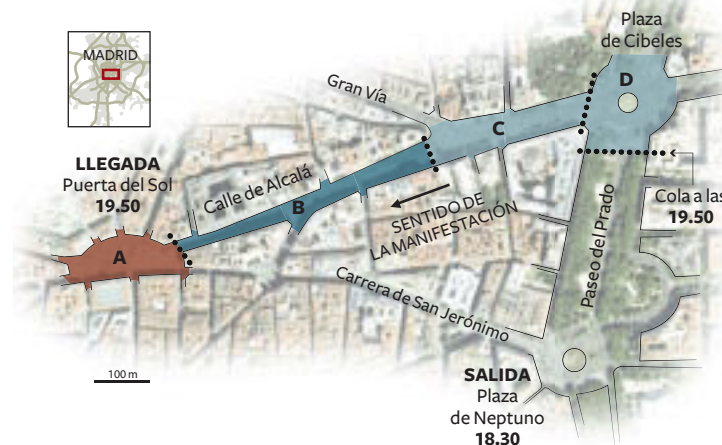 Plaza
de Cibeles
MADRID
D
Gran Vía
C
LLEGADA
Puerta del Sol
19.50
Calle de Alcalá
B
SENTIDO DE
LA MANIFESTACIÓN
Cola a las
19.50
Paseo del Prado
A
Carrera de San Jerónimo
100 m
SALIDA
Plaza
de Neptuno
18.30